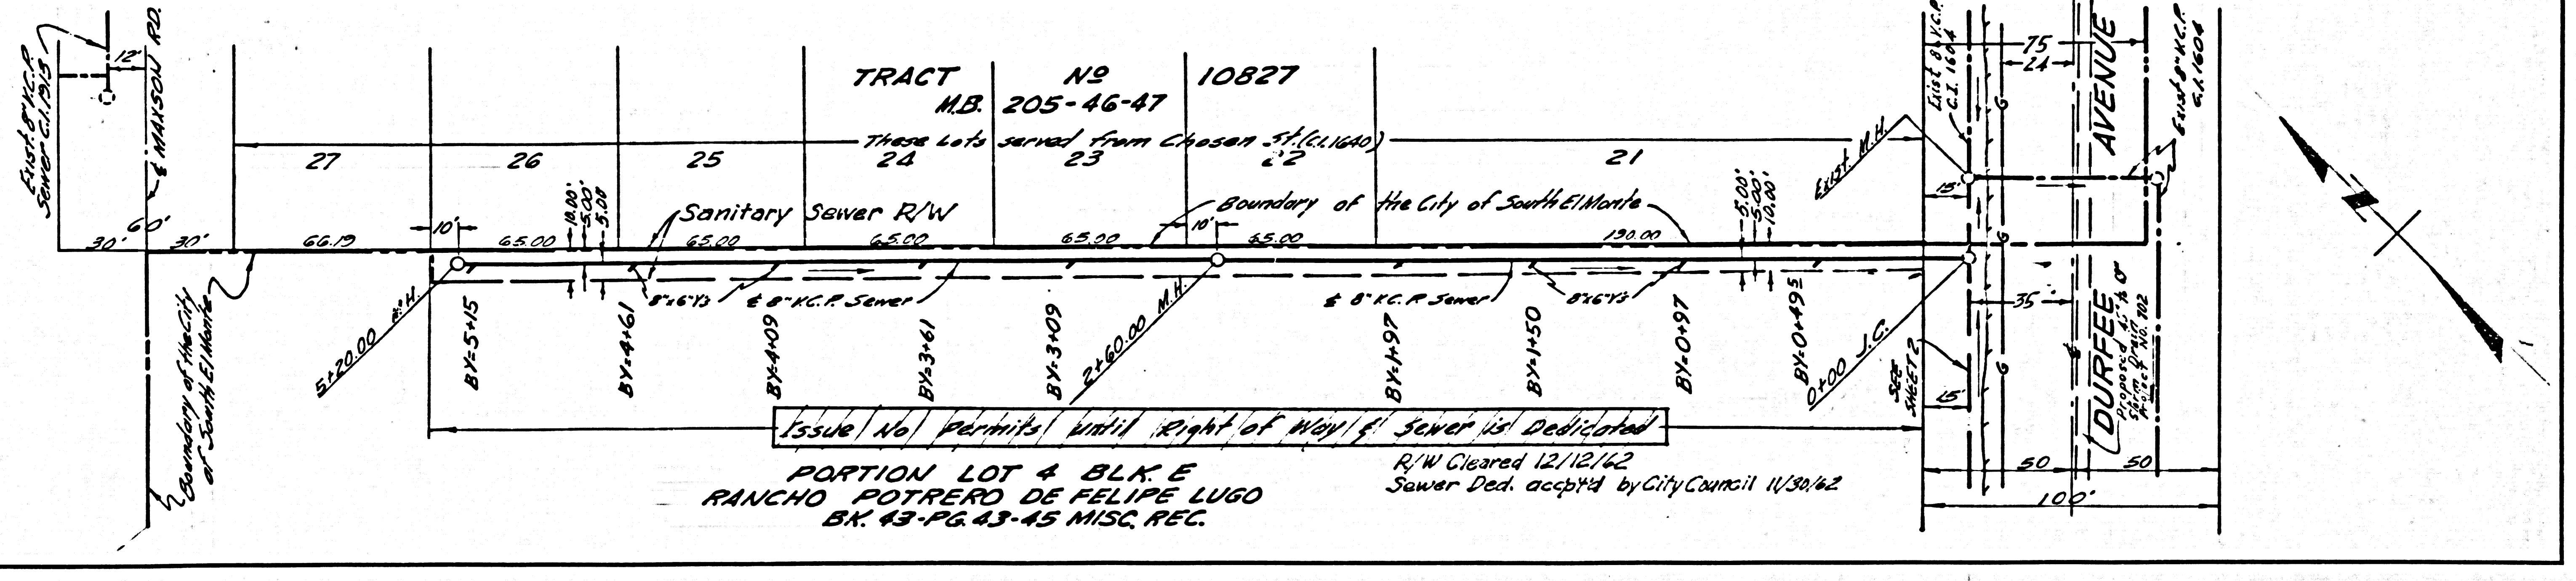 Exist. 8" V.C.P.
Sewer C.I. 1913
12'
℄ MAXSON RD.
60'
30'
30'
TRACT Nº 10827
M.B. 205-46-47
These Lots served from Chosen St. (C.I. 1640)
27
26
25
24
23
22
21
Sanitary Sewer R/W
Boundary of the City of South El Monte
10.00'
5.00'
5.00
5.00'
5.00'
10.00'
10'
10'
66.19
65.00
65.00
65.00
65.00
65.00
190.00
8"x6"Y's
℄ 8" V.C.P. Sewer
℄ 8" V.C.P. Sewer
8"x6"Y's
5+20.00 M.H.
BY=5+15
BY=4+61
BY=4+09
BY=3+61
BY=3+09
2+60.00 M.H.
BY=1+97
BY=1+50
BY=0+97
BY=0+495
0+00 J.C.
Boundary of the City
of South El Monte
Issue No Permits until Right of Way & Sewer is Dedicated
R/W Cleared 12/12/62
Sewer Ded. accpt'd by City Council 11/30/62
PORTION LOT 4 BLK. E
RANCHO POTRERO DE FELIPE LUGO
BK. 43-PG. 43-45 MISC. REC.
Exist. M.H.
Exist 8" V.C.P.
C.I. 1604
75
24
15'
G
G
G
AVENUE
Exist 8" V.C.P.
C.I. 1604
35'
℄
DURFEE
Proposed 45"
Storm Drain
Project No. 702
SEE
SHEET 2
15'
50
50
100'
N